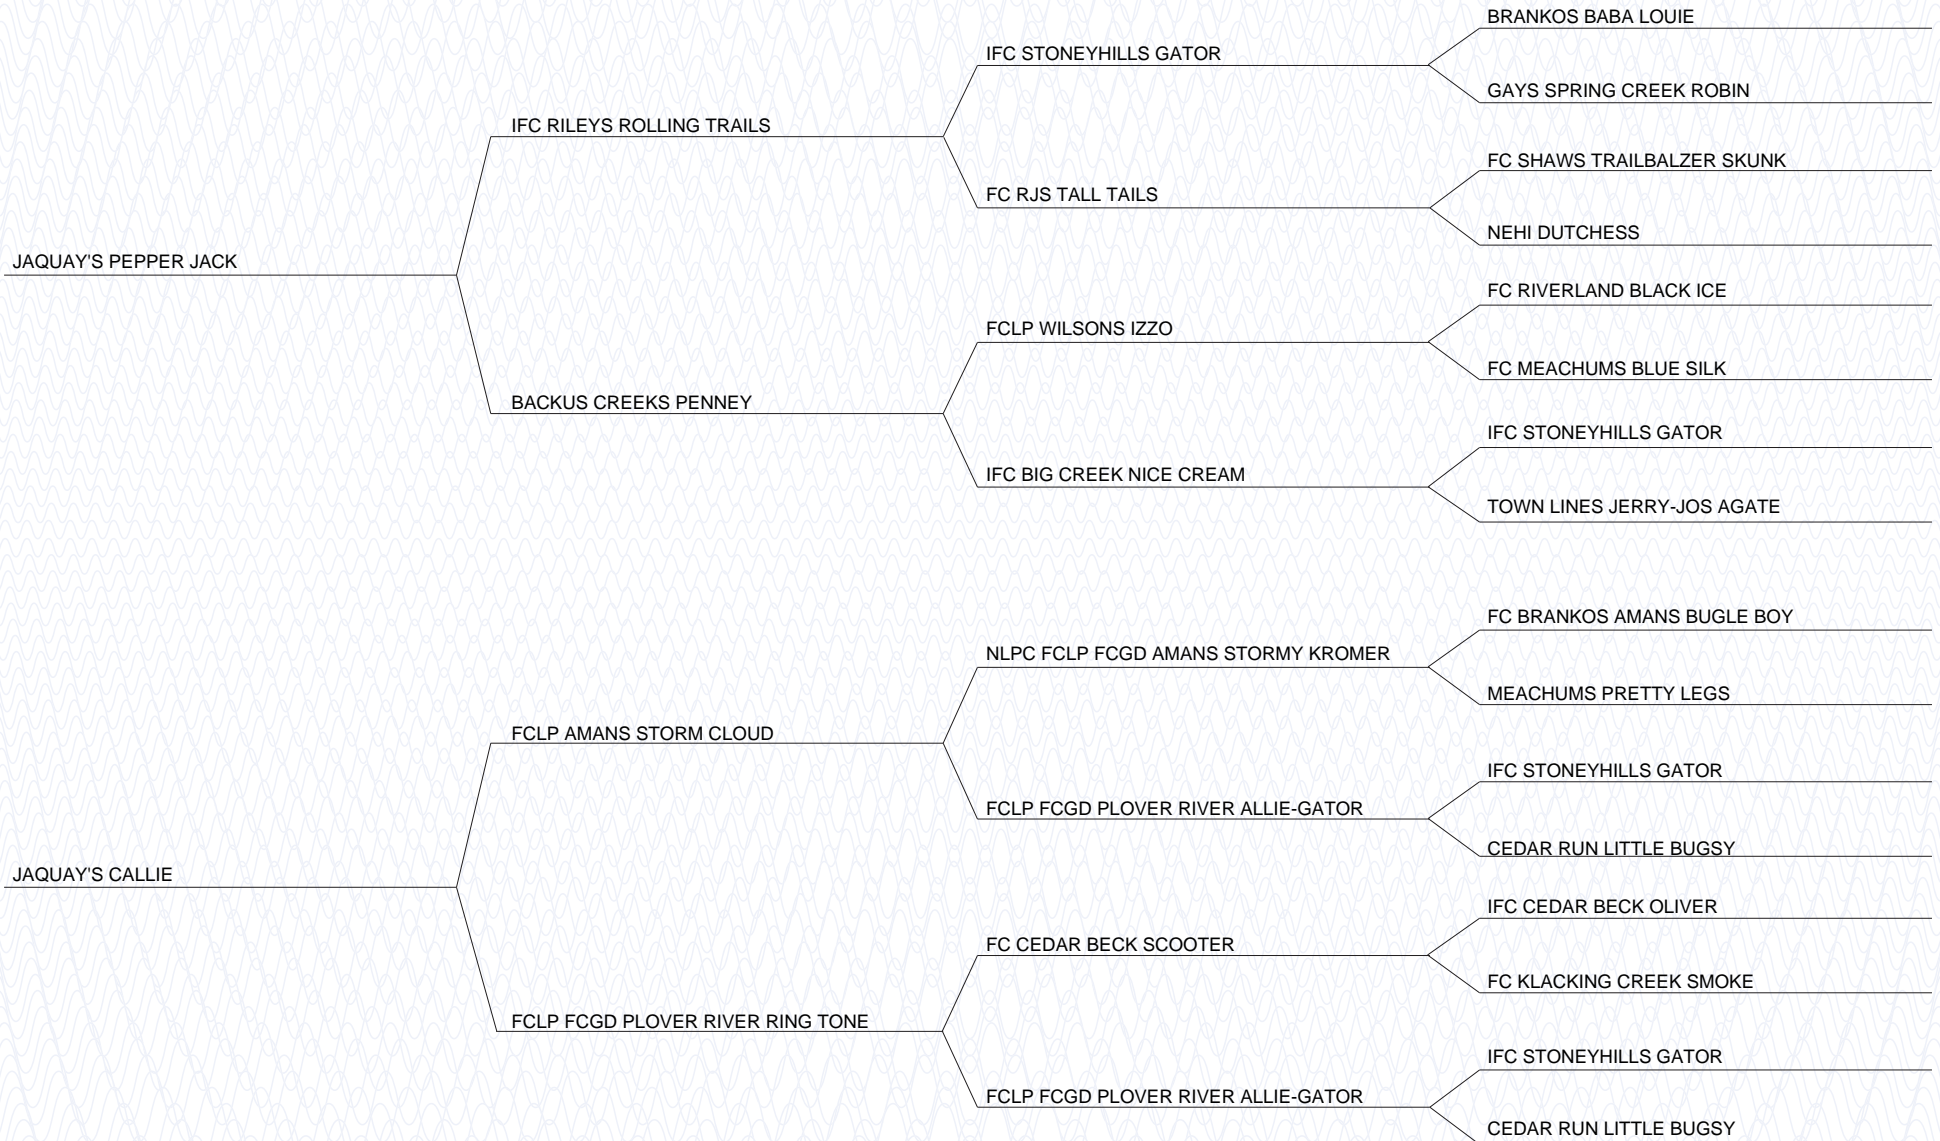 BRANKOS BABA LOUIE
IFC STONEYHILLS GATOR
GAYS SPRING CREEK ROBIN
IFC RILEYS ROLLING TRAILS
FC SHAWS TRAILBALZER SKUNK
FC RJS TALL TAILS
NEHI DUTCHESS
JAQUAY'S PEPPER JACK
FC RIVERLAND BLACK ICE
FCLP WILSONS IZZO
FC MEACHUMS BLUE SILK
BACKUS CREEKS PENNEY
IFC STONEYHILLS GATOR
IFC BIG CREEK NICE CREAM
TOWN LINES JERRY-JOS AGATE
FC BRANKOS AMANS BUGLE BOY
NLPC FCLP FCGD AMANS STORMY KROMER
MEACHUMS PRETTY LEGS
FCLP AMANS STORM CLOUD
IFC STONEYHILLS GATOR
FCLP FCGD PLOVER RIVER ALLIE-GATOR
CEDAR RUN LITTLE BUGSY
JAQUAY'S CALLIE
IFC CEDAR BECK OLIVER
FC CEDAR BECK SCOOTER
FC KLACKING CREEK SMOKE
FCLP FCGD PLOVER RIVER RING TONE
IFC STONEYHILLS GATOR
FCLP FCGD PLOVER RIVER ALLIE-GATOR
CEDAR RUN LITTLE BUGSY